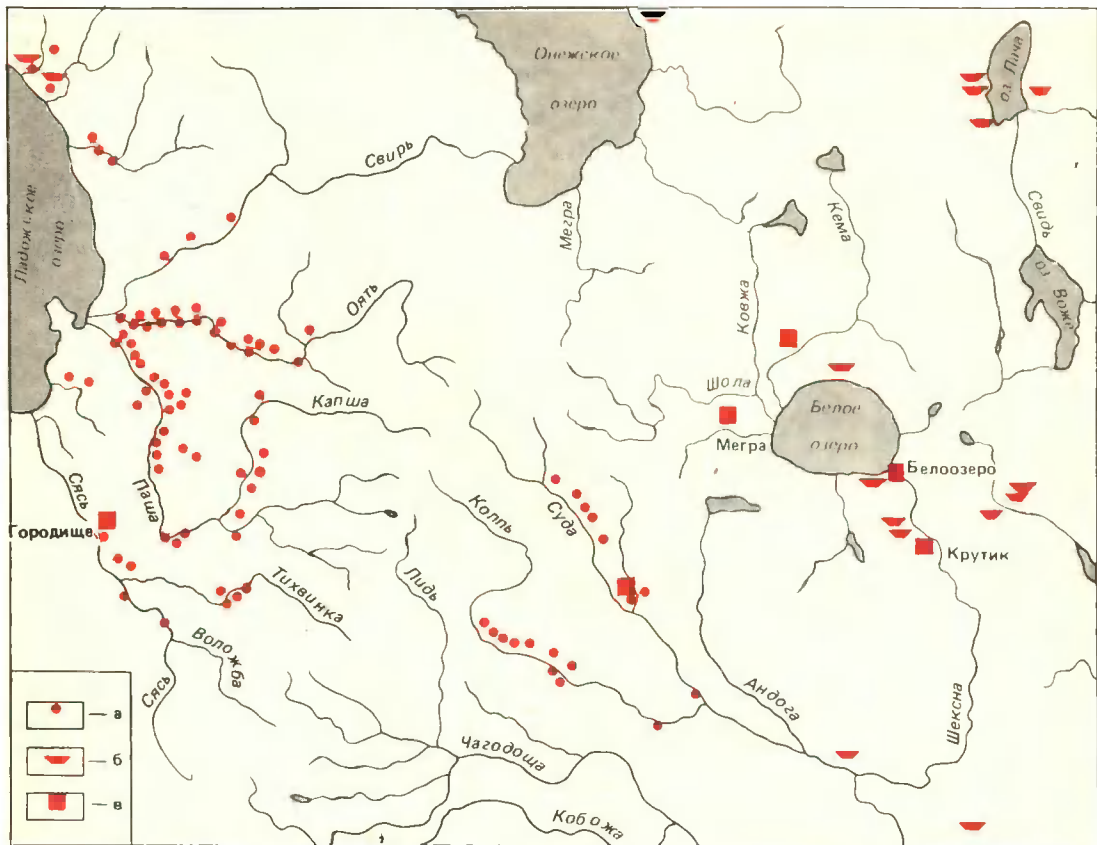 Онежское
озеро
оз. Лача
Свирь
Ладожское
озеро
Мегра
Кема
Свидь
оз. Воже
Ковжа
Оять
Шола
Капша
Белое
озеро
Мегра
Белоозеро
Сясь
Паша
Колпь
Суда
Городище
Крутик
Лидь
Тихвинка
Воложба
Сясь
Андога
Шексна
— а
— б
— в
Чагодоща
Кобожа